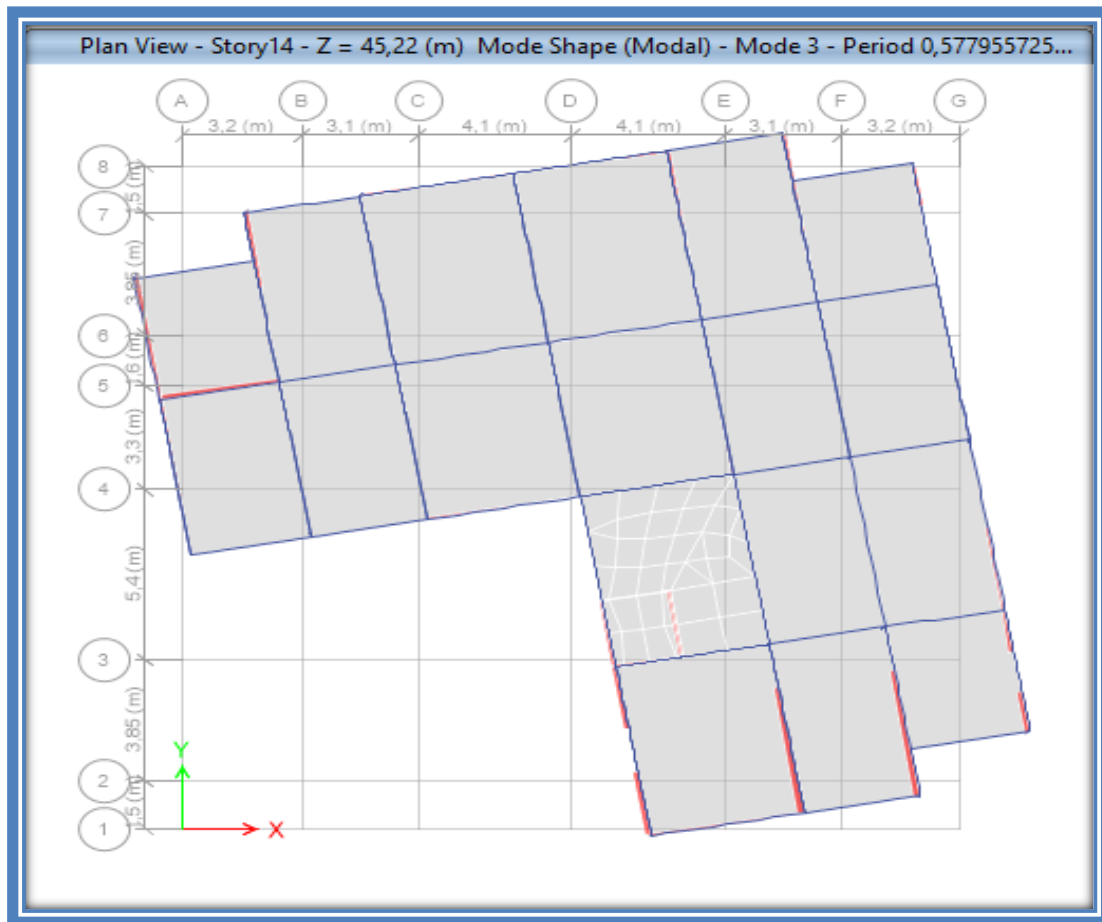 Plan View - Story14 - Z = 45,22 (m) Mode Shape (Modal) - Mode 3 - Period 0,577955725...
A B C D E F G
3,2 (m) 3,1 (m) 4,1 (m) 4,1 (m) 3,1 (m) 3,2 (m)
8
7
6
5
3,3 (m)
4
5,4 (m)
3
3,85 (m)
Y
2
1
X